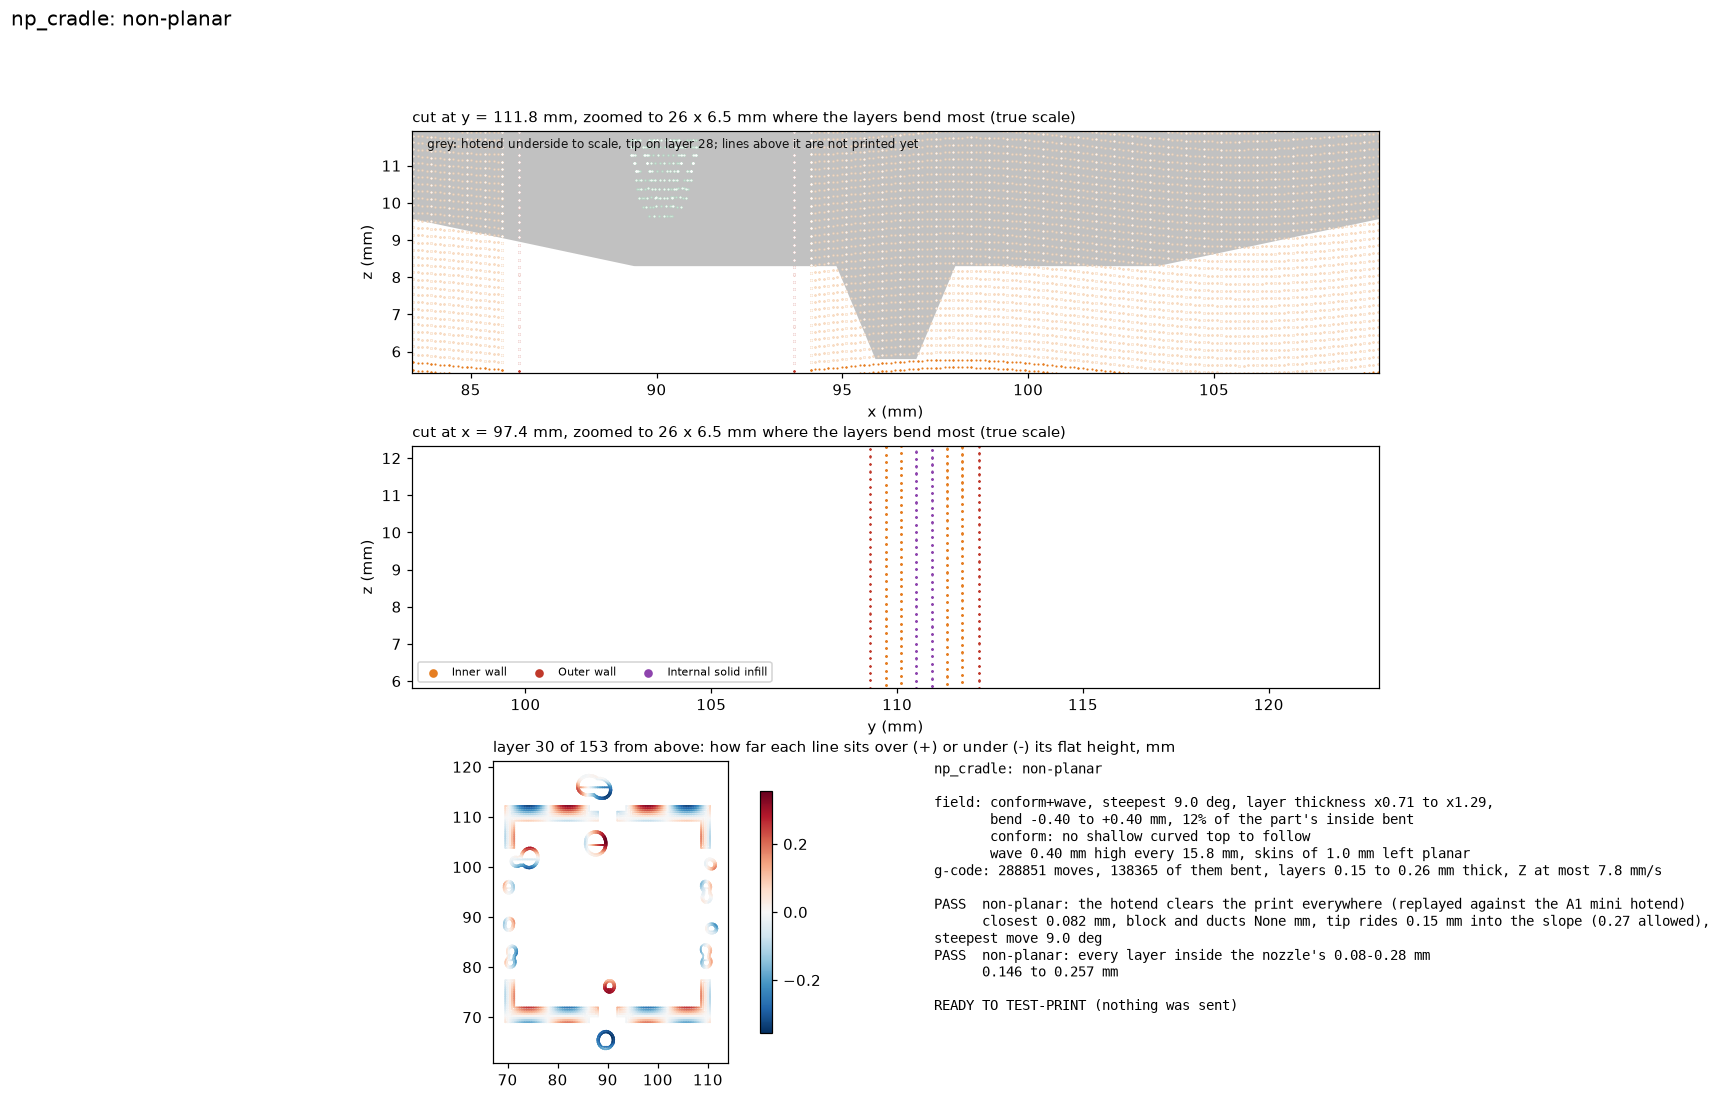 np_cradle: non-planar
cut at y = 111.8 mm, zoomed to 26 x 6.5 mm where the layers bend most (true scale)
grey: hotend underside to scale, tip on layer 28; lines above it are not printed yet
11
10
9
8
7
6
z (mm)
85
90
95
100
105
x (mm)
cut at x = 97.4 mm, zoomed to 26 x 6.5 mm where the layers bend most (true scale)
12
11
10
9
8
7
6
z (mm)
Inner wall
Outer wall
Internal solid infill
100
105
110
115
120
y (mm)
layer 30 of 153 from above: how far each line sits over (+) or under (-) its flat height, mm
120
110
100
90
80
70
70
80
90
100
110
0.2
0.0
−0.2
np_cradle: non-planar
field: conform+wave, steepest 9.0 deg, layer thickness x0.71 to x1.29,
bend -0.40 to +0.40 mm, 12% of the part's inside bent
conform: no shallow curved top to follow
wave 0.40 mm high every 15.8 mm, skins of 1.0 mm left planar
g-code: 288851 moves, 138365 of them bent, layers 0.15 to 0.26 mm thick, Z at most 7.8 mm/s
PASS  non-planar: the hotend clears the print everywhere (replayed against the A1 mini hotend)
closest 0.082 mm, block and ducts None mm, tip rides 0.15 mm into the slope (0.27 allowed),
steepest move 9.0 deg
PASS  non-planar: every layer inside the nozzle's 0.08-0.28 mm
0.146 to 0.257 mm
READY TO TEST-PRINT (nothing was sent)